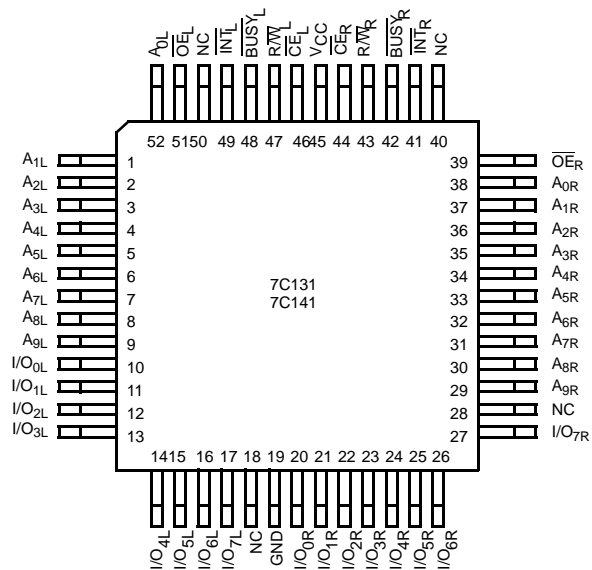 A0L
OEL
NC
INTL
BUSYL
R/WL
CEL
VCC
CER
R/WR
BUSYR
INTR
NC
52 51 50 49 48 47 46 45 44 43 42 41 40
A1L 1 39 OER
A2L 2 38 A0R
A3L 3 37 A1R
A4L 4 36 A2R
A5L 5 35 A3R
A6L 6 34 A4R
7C131
A7L 7 33 A5R
7C141
A8L 8 32 A6R
A9L 9 31 A7R
I/O0L 10 30 A8R
I/O1L 11 29 A9R
I/O2L 12 28 NC
I/O3L 13 27 I/O7R
14 15 16 17 18 19 20 21 22 23 24 25 26
I/O4L
I/O5L
I/O6L
I/O7L
NC
GND
I/O0R
I/O1R
I/O2R
I/O3R
I/O4R
I/O5R
I/O6R